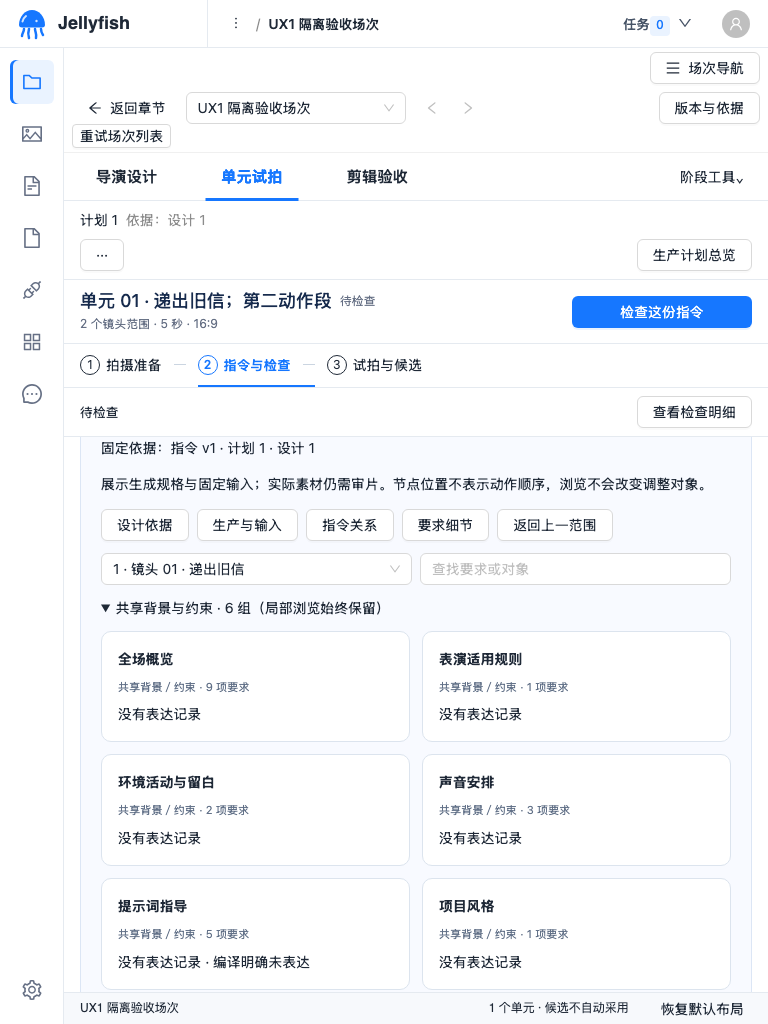 Jellyfish
⋮ / UX1 隔离验收场次
任务 0
场次导航
返回章节
UX1 隔离验收场次
版本与依据
重试场次列表
导演设计
单元试拍
剪辑验收
阶段工具
计划 1 依据：设计 1
...
生产计划总览
单元 01 · 递出旧信；第二动作段 待检查
2 个镜头范围 · 5 秒 · 16:9
检查这份指令
1 拍摄准备
2 指令与检查
3 试拍与候选
待检查
查看检查明细
固定依据：指令 v1 · 计划 1 · 设计 1
展示生成规格与固定输入；实际素材仍需审片。节点位置不表示动作顺序，浏览不会改变调整对象。
设计依据
生产与输入
指令关系
要求细节
返回上一范围
1 · 镜头 01 · 递出旧信
查找要求或对象
▼ 共享背景与约束 · 6 组（局部浏览始终保留）
全场概览
共享背景 / 约束 · 9 项要求
没有表达记录
表演适用规则
共享背景 / 约束 · 1 项要求
没有表达记录
环境活动与留白
共享背景 / 约束 · 2 项要求
没有表达记录
声音安排
共享背景 / 约束 · 3 项要求
没有表达记录
提示词指导
共享背景 / 约束 · 5 项要求
没有表达记录 · 编译明确未表达
项目风格
共享背景 / 约束 · 1 项要求
没有表达记录
UX1 隔离验收场次
1 个单元 · 候选不自动采用
恢复默认布局